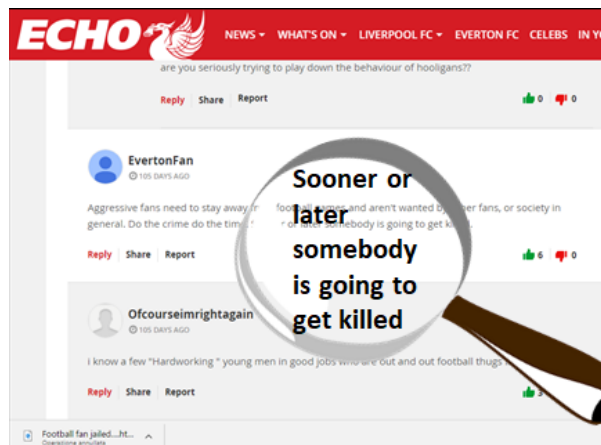 ECHO NEWS WHAT'S ON LIVERPOOL FC EVERTON FC CELEBS IN
are you seriously trying to play down the behaviour of hooligans??
Reply Share Report 0 0
EvertonFan
105 DAYS AGO
Aggressive fans need to stay away football games and aren't wanted fans, or society in
general. Do the crime do the or later somebody is going to get
Reply Share Report 6 0
Sooner or
later
somebody
is going to
get killed
Ofcourseimrightagain
105 DAYS AGO
i know a few "Hardworking " young men in good jobs who are out and out football thugs
Reply Share Report 3
Football fan jailed....ht...
Operazione annullata